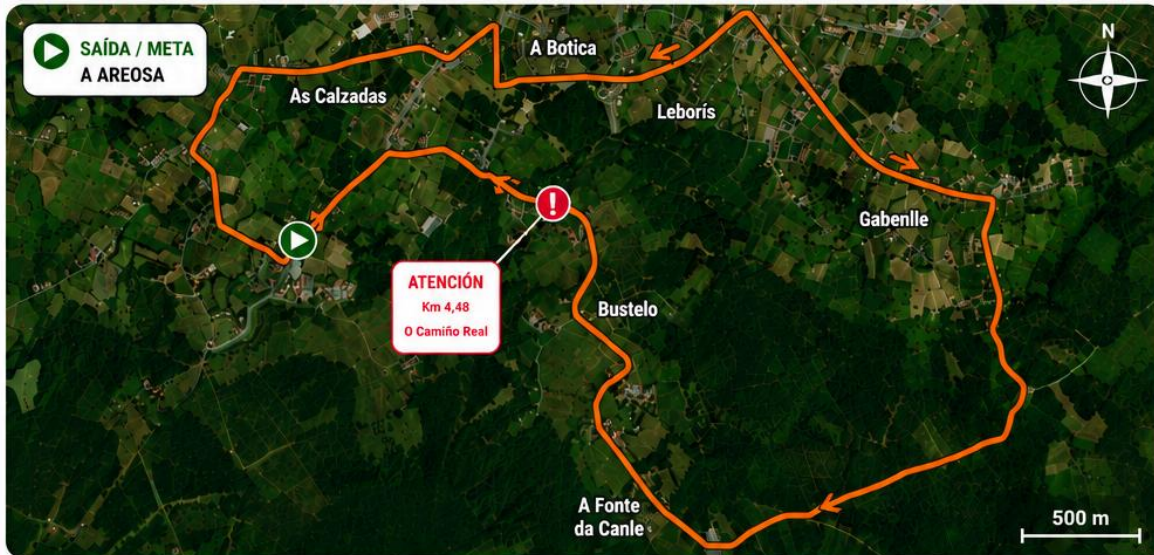 SAÍDA / META
A AREOSA
A Botica
N
As Calzadas
Leborís
Gabenlle
ATENCIÓN
Km 4,48
O Camiño Real
Bustelo
A Fonte
da Canle
500 m